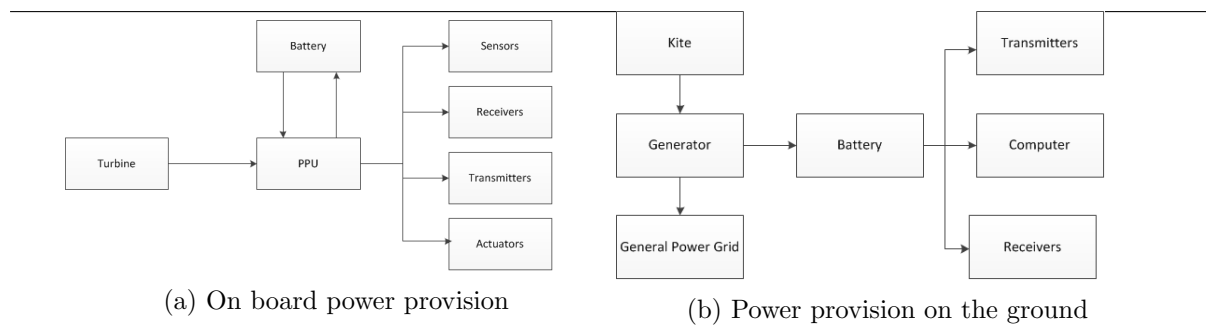 Battery
Sensors
Receivers
Turbine
PPU
Transmitters
Actuators
(a) On board power provision
Kite
Transmitters
Generator
Battery
Computer
General Power Grid
Receivers
(b) Power provision on the ground